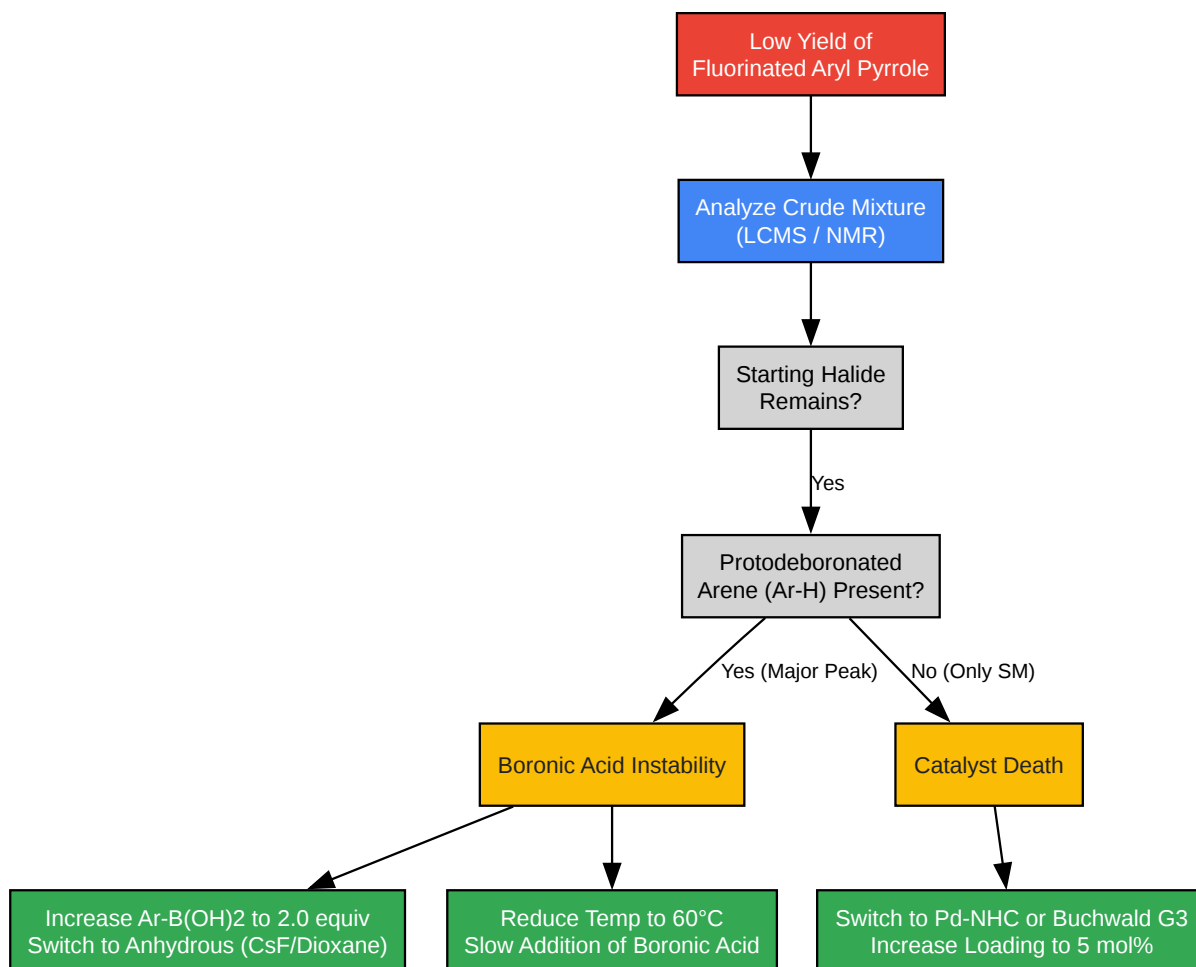 Low Yield of
Fluorinated Aryl Pyrrole
Analyze Crude Mixture
(LCMS / NMR)
Starting Halide
Remains?
Yes
Protodeboronated
Arene (Ar-H) Present?
Yes (Major Peak)
No (Only SM)
Boronic Acid Instability
Catalyst Death
Increase Ar-B(OH)2 to 2.0 equiv
Switch to Anhydrous (CsF/Dioxane)
Reduce Temp to 60°C
Slow Addition of Boronic Acid
Switch to Pd-NHC or Buchwald G3
Increase Loading to 5 mol%